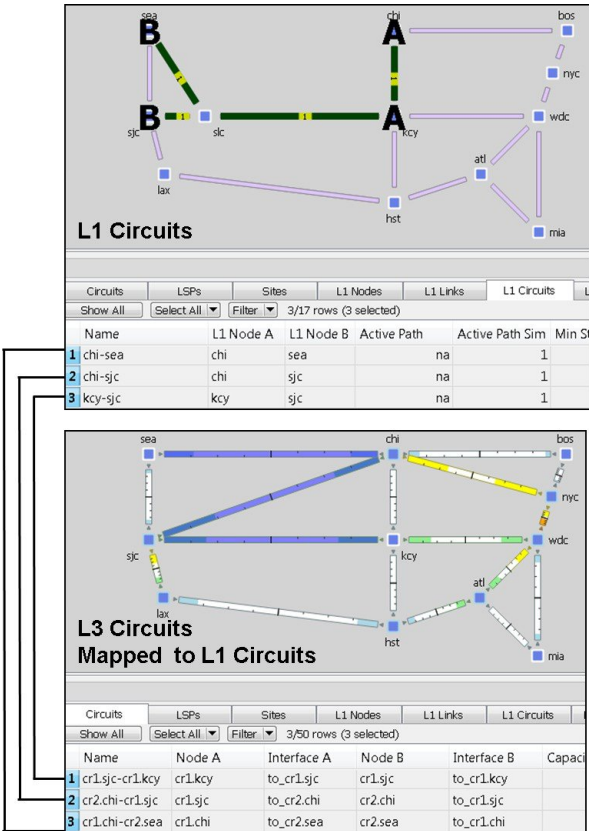 sea
chi
bos
B
A
nyc
1
1
B
1
1
A
wdc
sjc
slc
kcy
atl
lax
hst
mia
L1 Circuits
Circuits LSPs Sites L1 Nodes L1 Links L1 Circuits L
Show All Select All Filter 3/17 rows (3 selected)
Name L1 Node A L1 Node B Active Path Active Path Sim Min St
1 chi-sea chi sea na 1
2 chi-sjc chi sjc na 1
3 kcy-sjc kcy sjc na 1
sea
chi
bos
nyc
sjc
kcy
wdc
atl
lax
hst
mia
L3 Circuits
Mapped to L1 Circuits
Circuits LSPs Sites L1 Nodes L1 Links L1 Circuits
Show All Select All Filter 3/50 rows (3 selected)
Name Node A Interface A Node B Interface B Capaci
1 cr1.sjc-cr1.kcy cr1.kcy to_cr1.sjc cr1.sjc to_cr1.kcy
2 cr2.chi-cr1.sjc cr1.sjc to_cr2.chi cr2.chi to_cr1.sjc
3 cr1.chi-cr2.sea cr1.chi to_cr2.sea cr2.sea to_cr1.chi